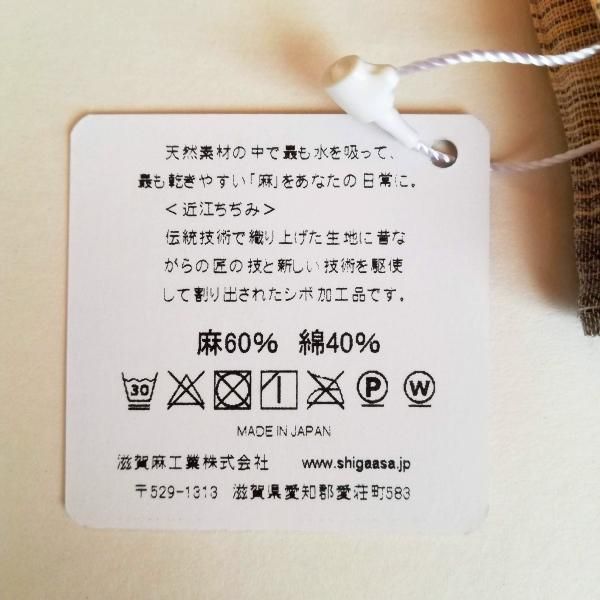 天然素材の中で最も水を吸って、
最も乾きやすい「麻」をあなたの日常に。
＜近江ちぢみ＞
伝統技術で織り上げた生地に昔な
がらの匠の技と新しい技術を駆使
して割り出されたシボ加工品です。
麻60% 綿40%
30 P W
MADE IN JAPAN
滋賀麻工業株式会社 www.shigaasa.jp
〒529-1313 滋賀県愛知郡愛荘町583